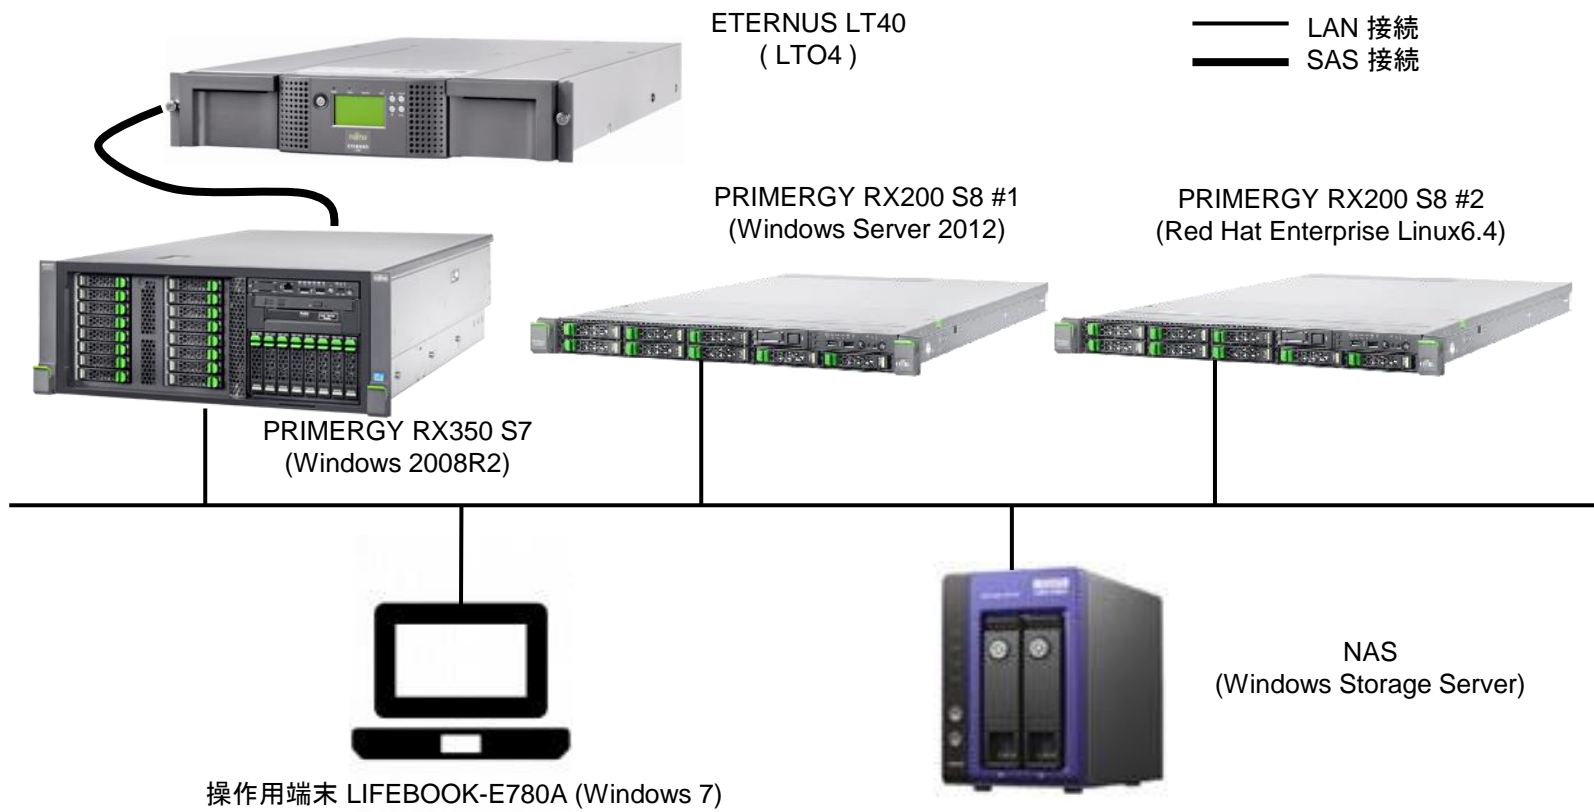 ETERNUS LT40
( LTO4 )
LAN 接続
SAS 接続
PRIMERGY RX200 S8 #1
(Windows Server 2012)
PRIMERGY RX200 S8 #2
(Red Hat Enterprise Linux6.4)
PRIMERGY RX350 S7
(Windows 2008R2)
NAS
(Windows Storage Server)
操作用端末 LIFEBOOK-E780A (Windows 7)